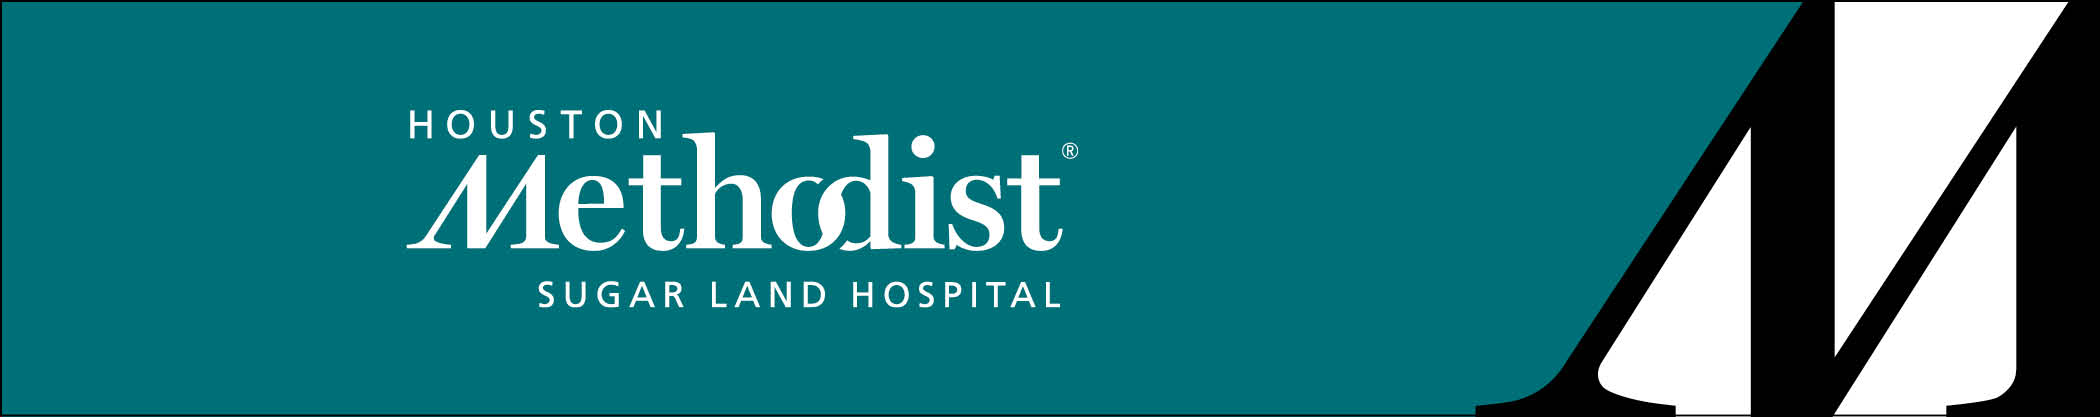 HOUSTON
Methodist®
SUGAR LAND HOSPITAL
M